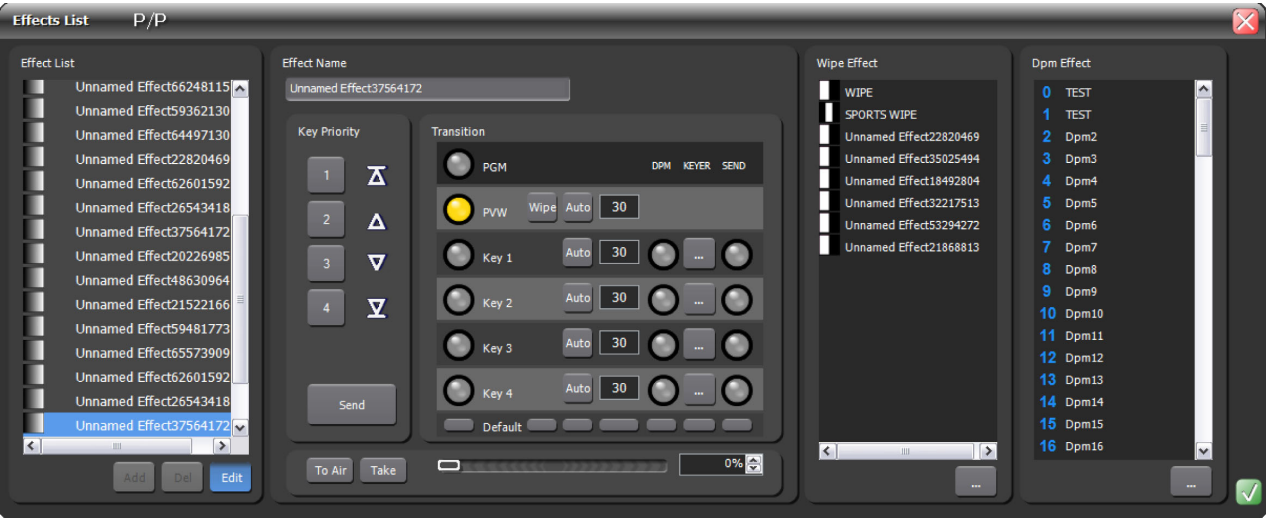 Effects List P/P
Effect List
Unnamed Effect66248115
Unnamed Effect59362130
Unnamed Effect64497130
Unnamed Effect22820469
Unnamed Effect62601592
Unnamed Effect26543418
Unnamed Effect37564172
Unnamed Effect20226985
Unnamed Effect48630964
Unnamed Effect21522166
Unnamed Effect59481773
Unnamed Effect65573909
Unnamed Effect62601592
Unnamed Effect26543418
Unnamed Effect37564172
Add Del Edit
Effect Name
Unnamed Effect37564172
Key Priority
1
2
3
4
Send
Transition
PGM DPM KEYER SEND
PVW Wipe Auto 30
Key 1 Auto 30 ...
Key 2 Auto 30 ...
Key 3 Auto 30 ...
Key 4 Auto 30 ...
Default
To Air Take 0%
Wipe Effect
WIPE
SPORTS WIPE
Unnamed Effect22820469
Unnamed Effect35025494
Unnamed Effect18492804
Unnamed Effect32217513
Unnamed Effect53294272
Unnamed Effect21868813
...
Dpm Effect
0 TEST
1 TEST
2 Dpm2
3 Dpm3
4 Dpm4
5 Dpm5
6 Dpm6
7 Dpm7
8 Dpm8
9 Dpm9
10 Dpm10
11 Dpm11
12 Dpm12
13 Dpm13
14 Dpm14
15 Dpm15
16 Dpm16
...